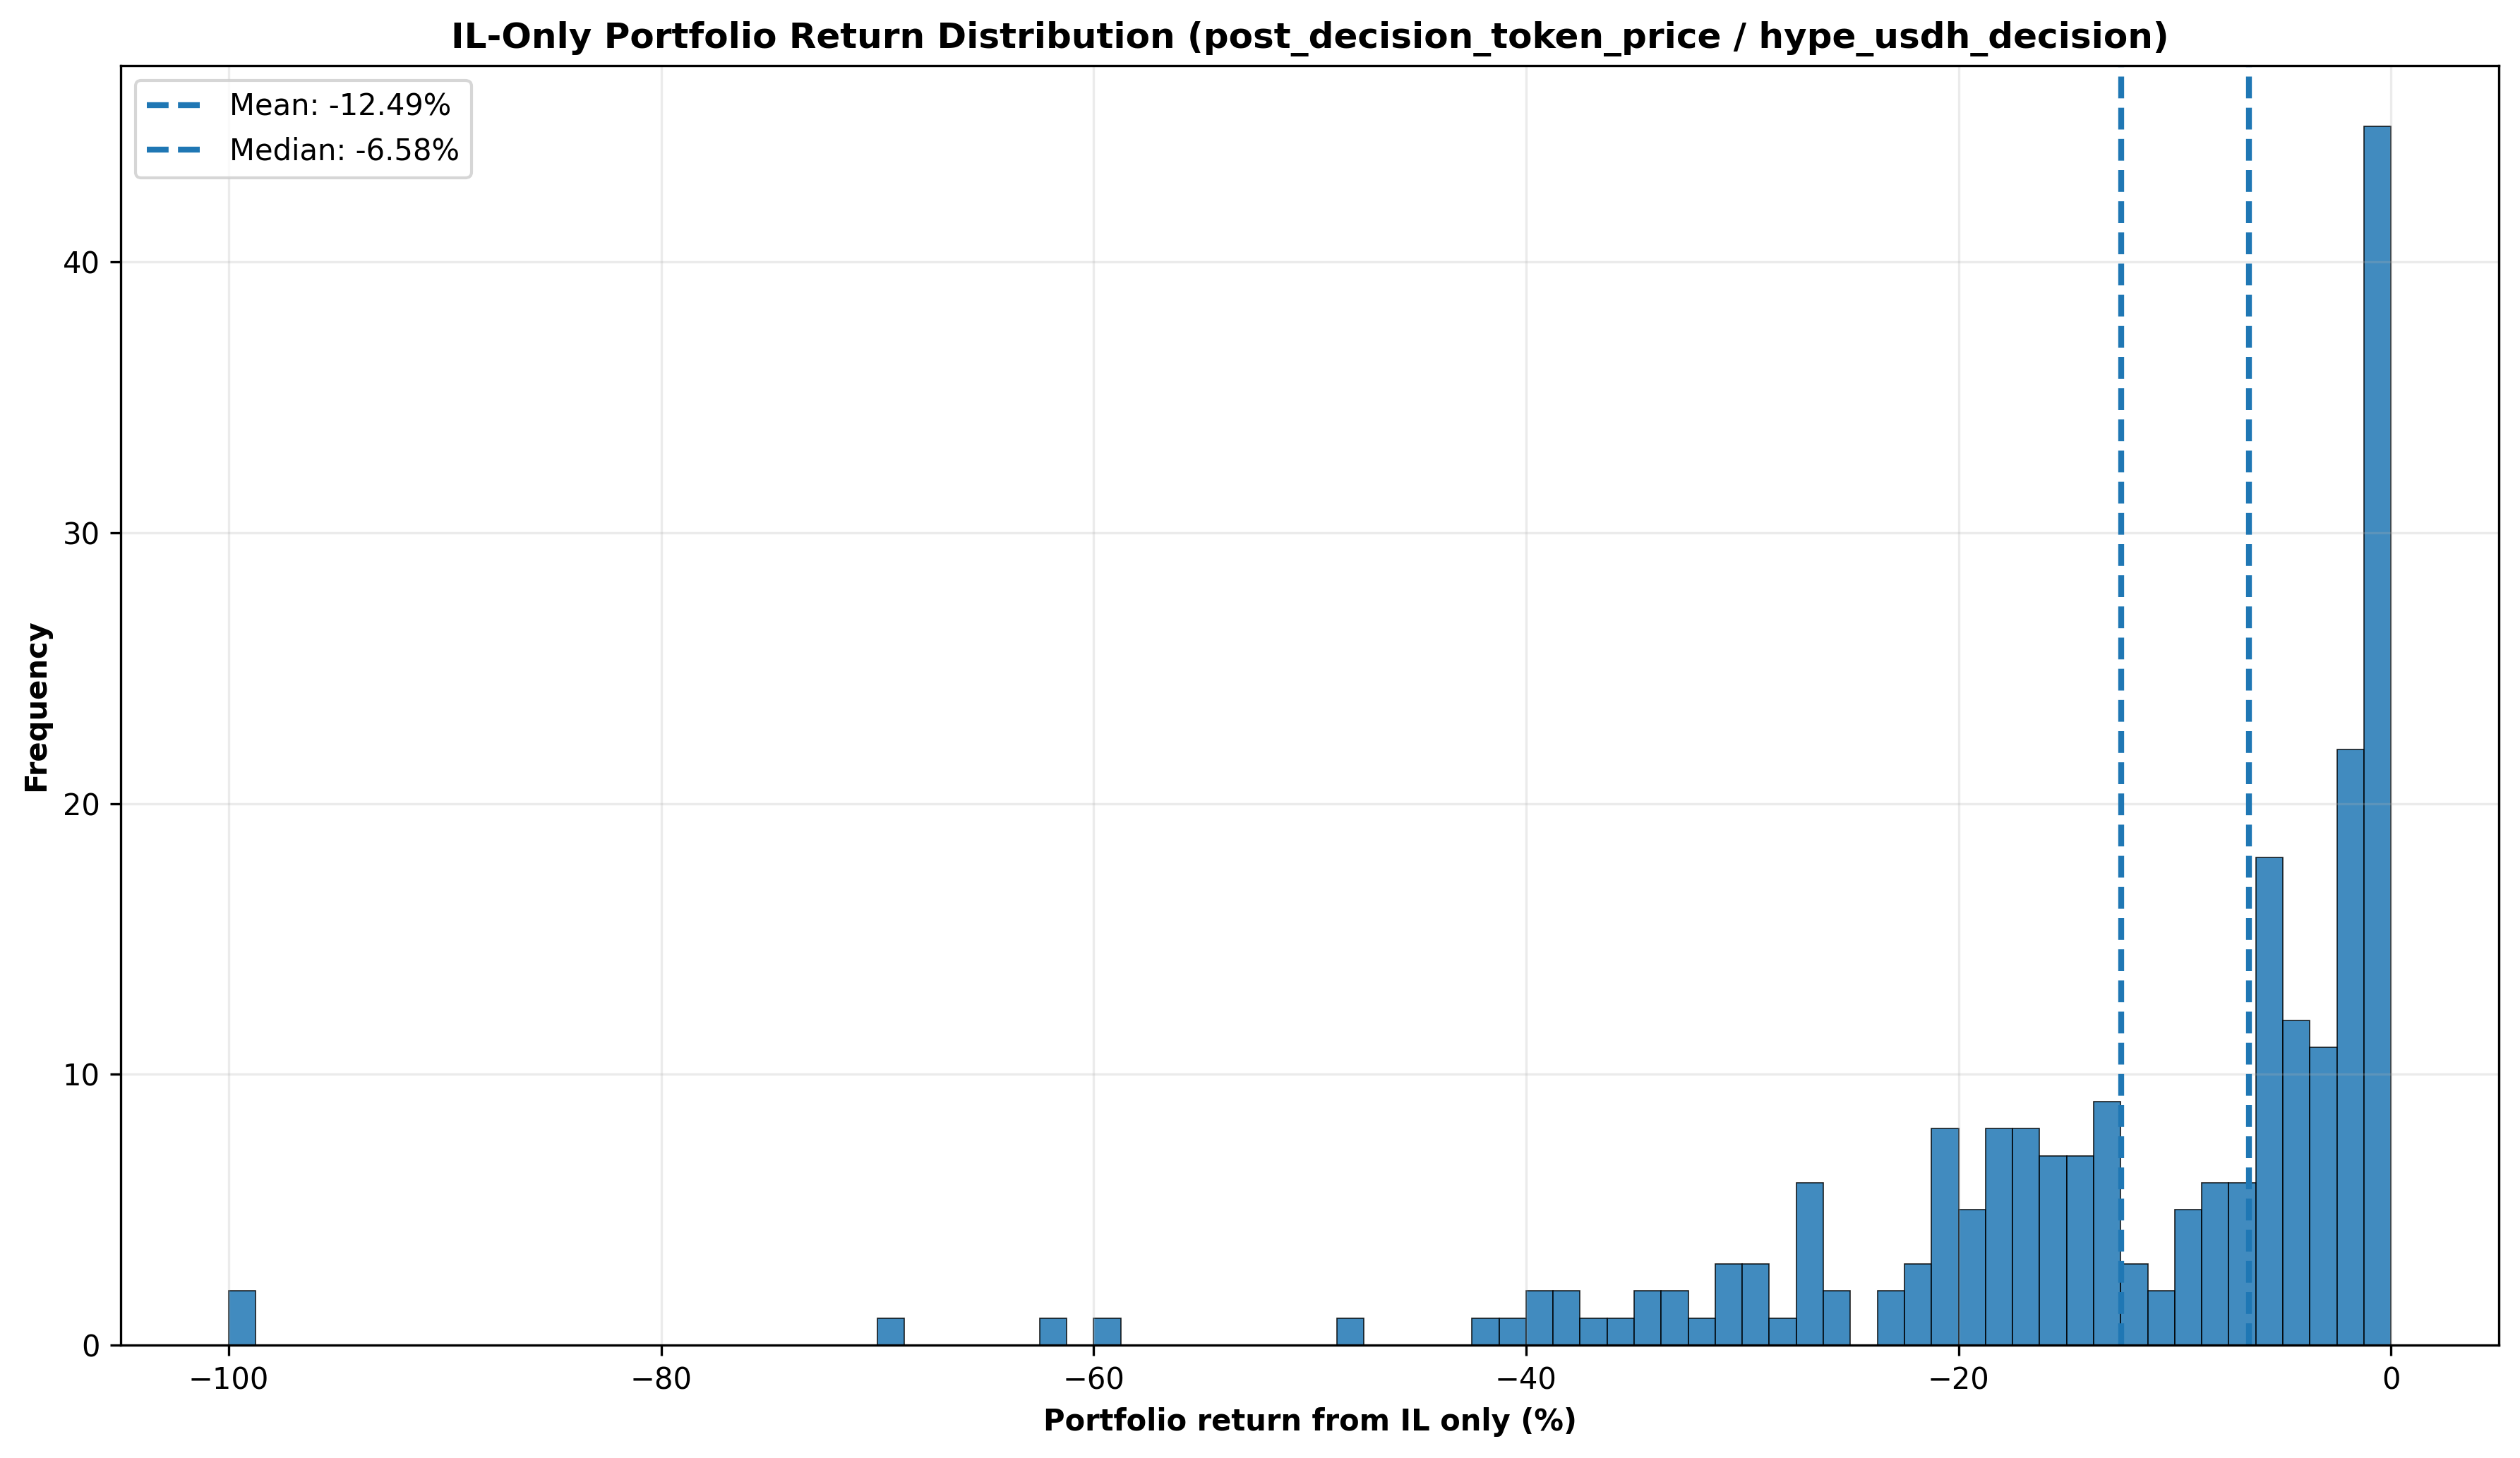 IL-Only Portfolio Return Distribution (post_decision_token_price / hype_usdh_decision)
Mean: -12.49%
Median: -6.58%
Frequency
40
30
20
10
0
−100
−80
−60
−40
−20
0
Portfolio return from IL only (%)